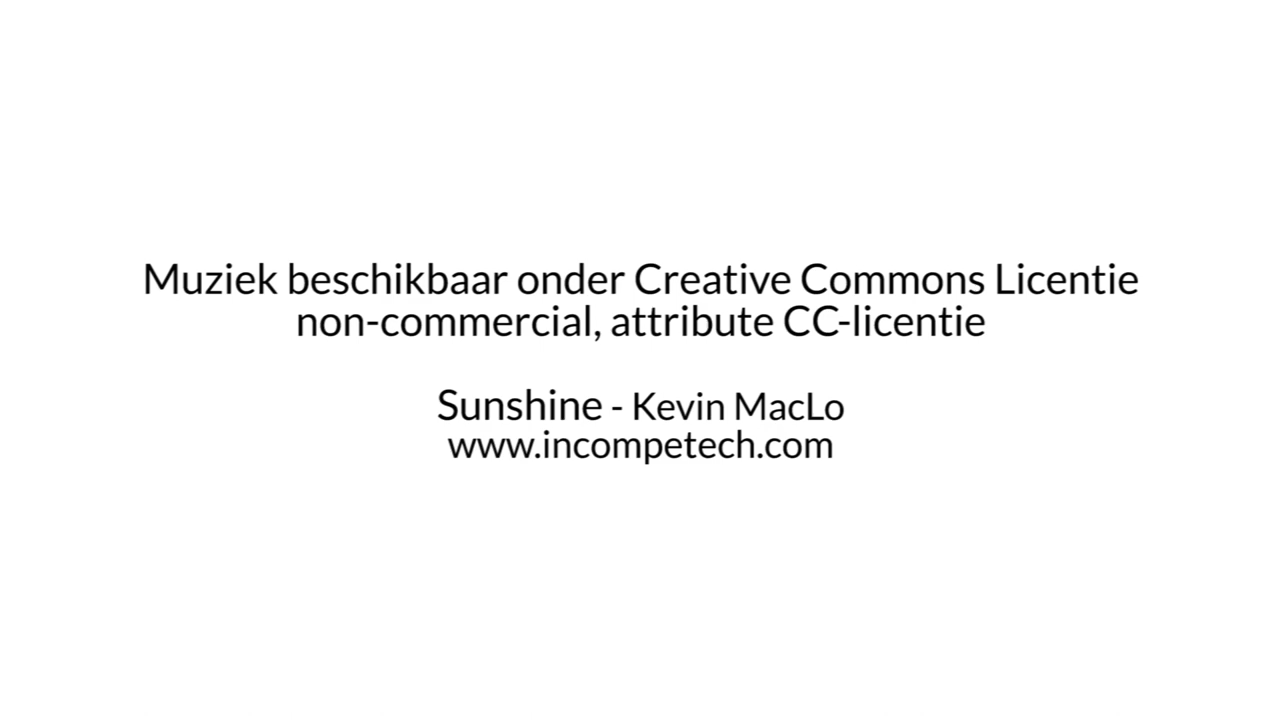 Muziek beschikbaar onder Creative Commons Licentie
non-commercial, attribute CC-licentie
Sunshine - Kevin MacLo
www.incompetech.com